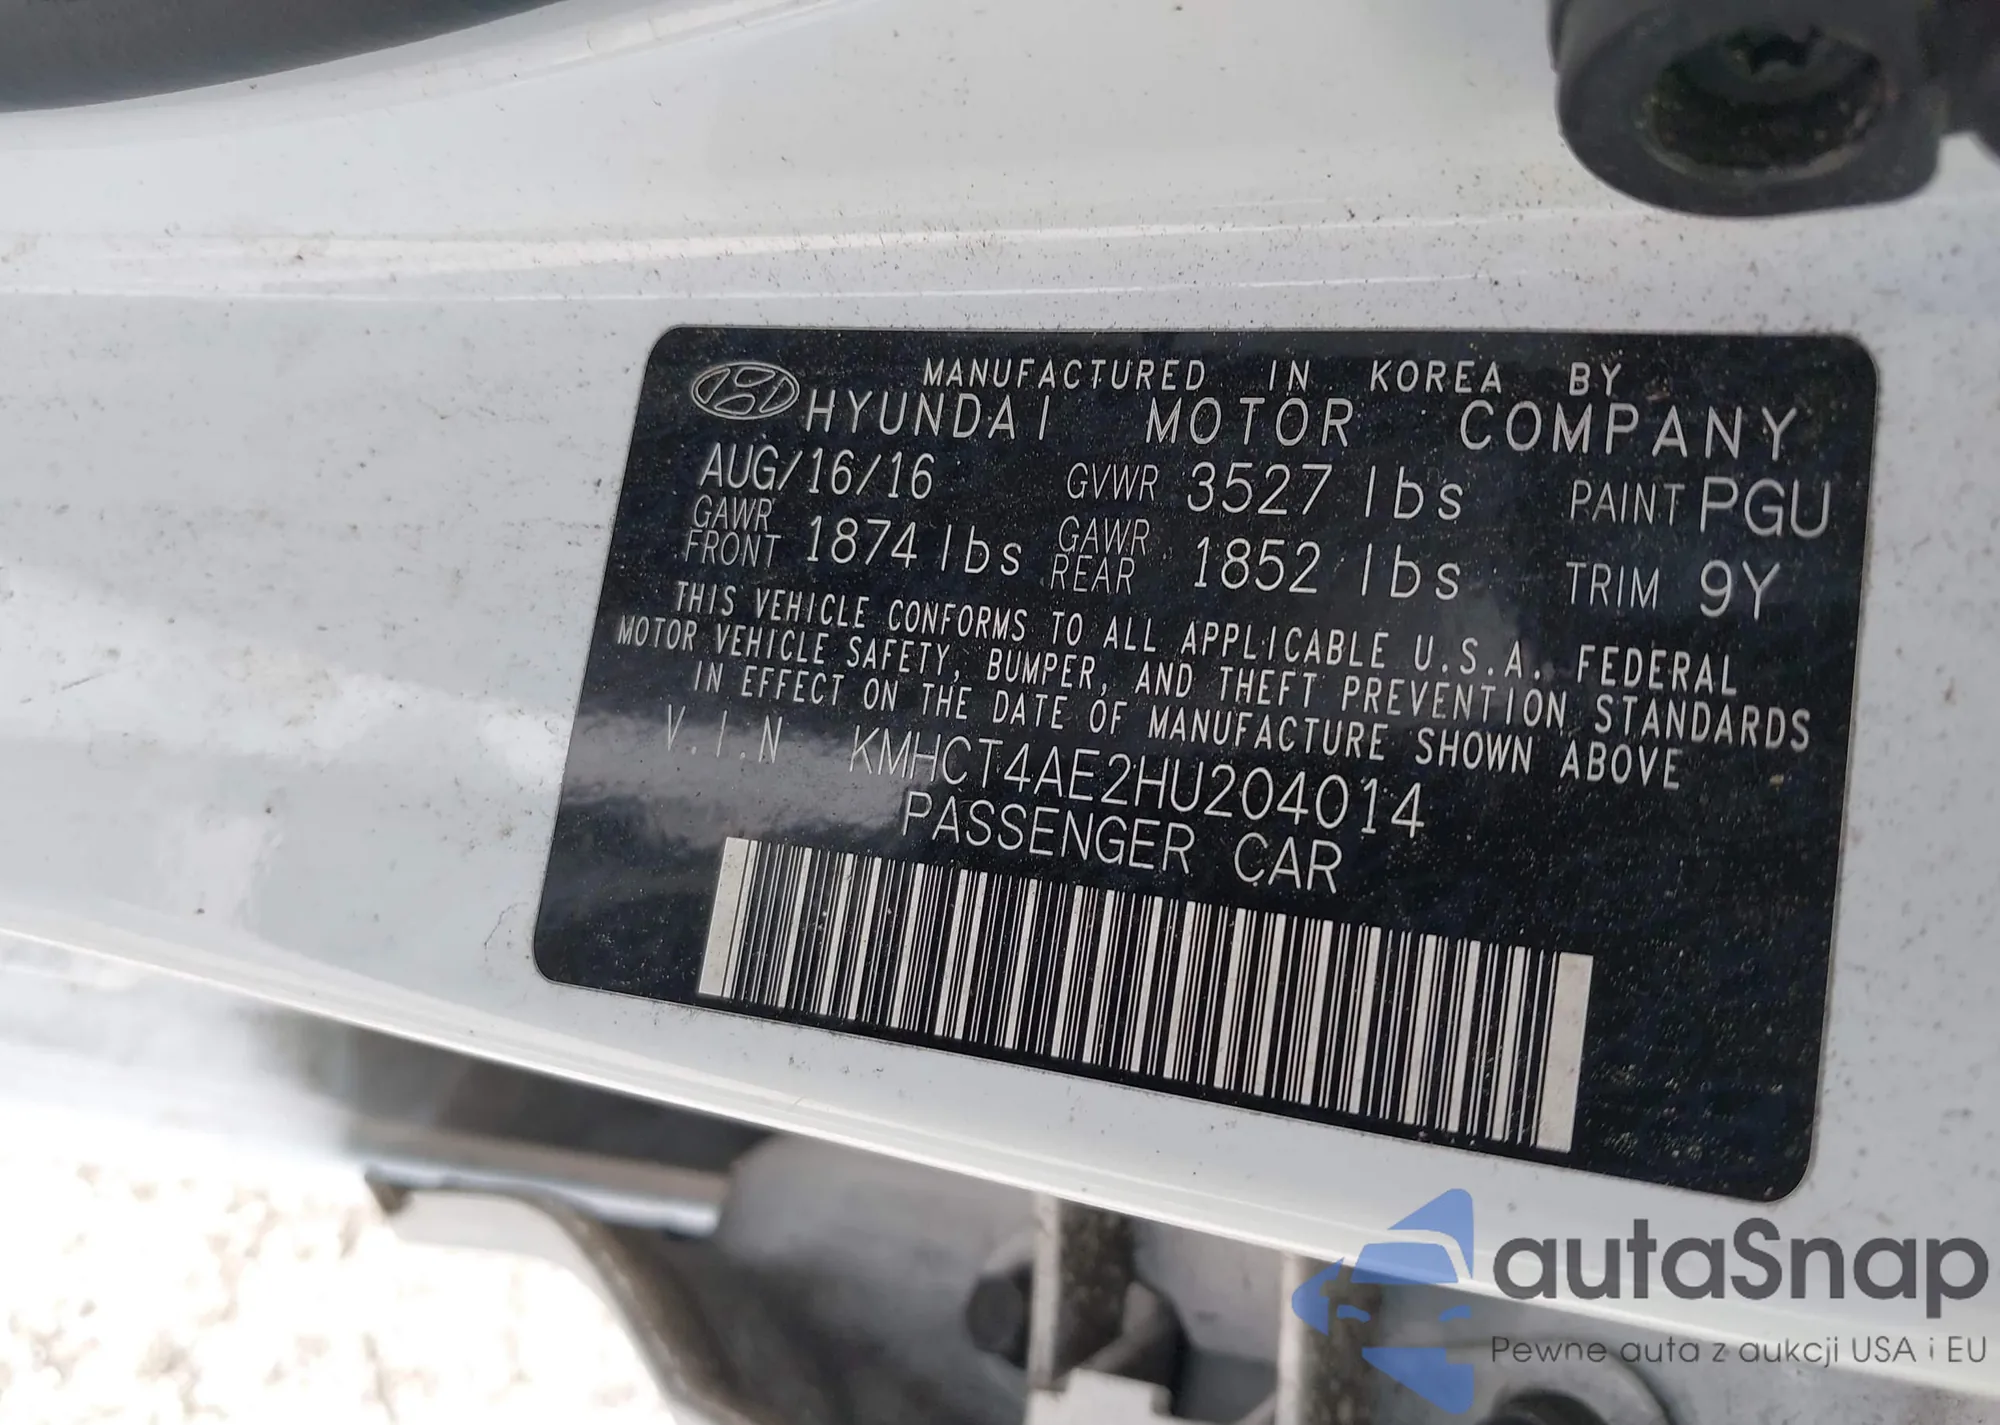 MANUFACTURED IN KOREA BY
HYUNDAI MOTOR COMPANY
AUG/16/16 GVWR 3527 lbs PAINT PGU
GAWR FRONT 1874 lbs GAWR REAR 1852 lbs TRIM 9Y
THIS VEHICLE CONFORMS TO ALL APPLICABLE U.S.A. FEDERAL
MOTOR VEHICLE SAFETY, BUMPER, AND THEFT PREVENTION STANDARDS
IN EFFECT ON THE DATE OF MANUFACTURE SHOWN ABOVE
V.I.N KMHCT4AE2HU204014
PASSENGER CAR
autaSnap
Pewne auta z aukcji USA i EU